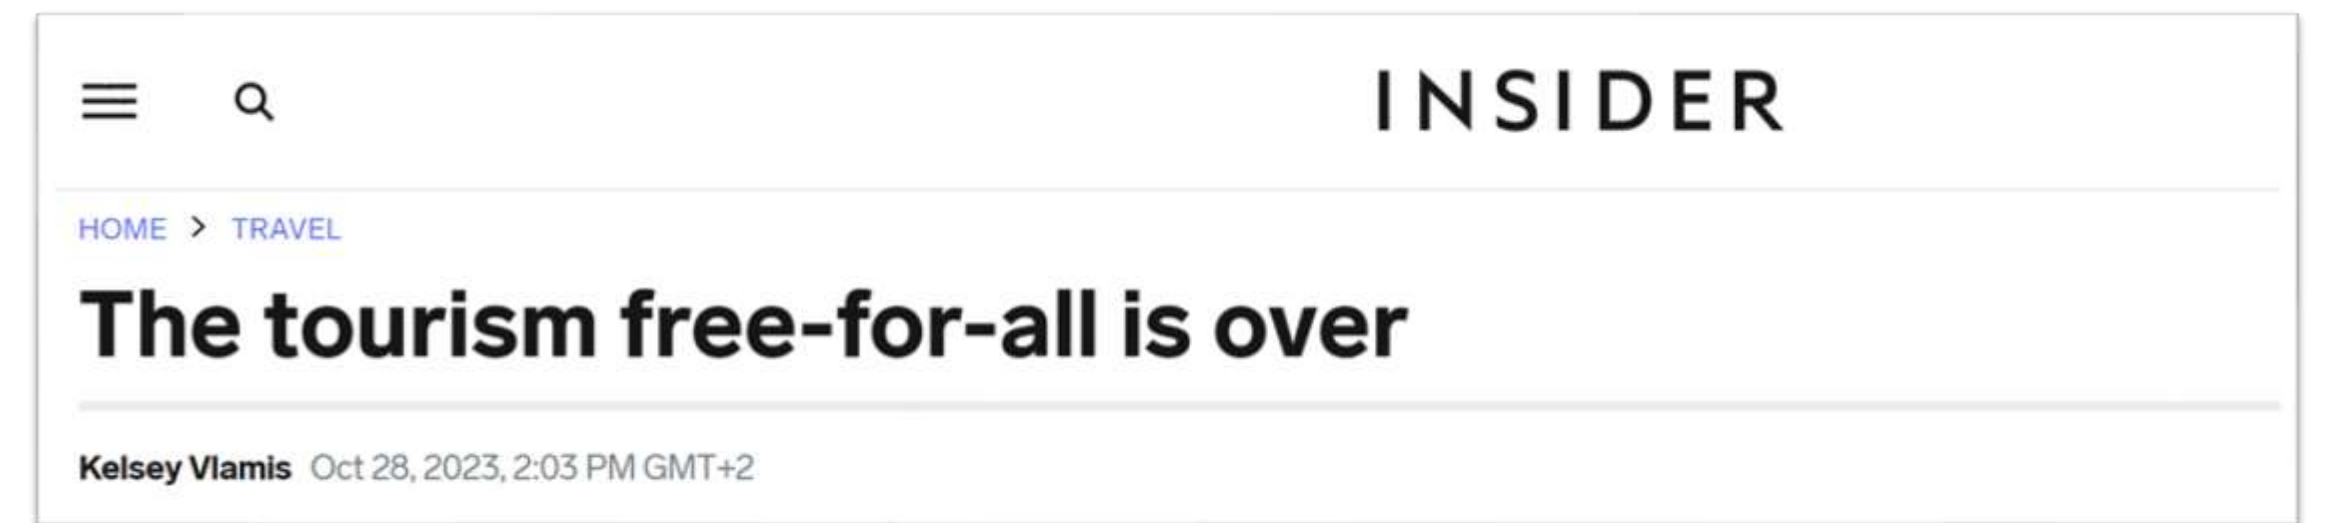 INSIDER
HOME > TRAVEL
The tourism free-for-all is over
Kelsey Vlamis Oct 28, 2023, 2:03 PM GMT+2